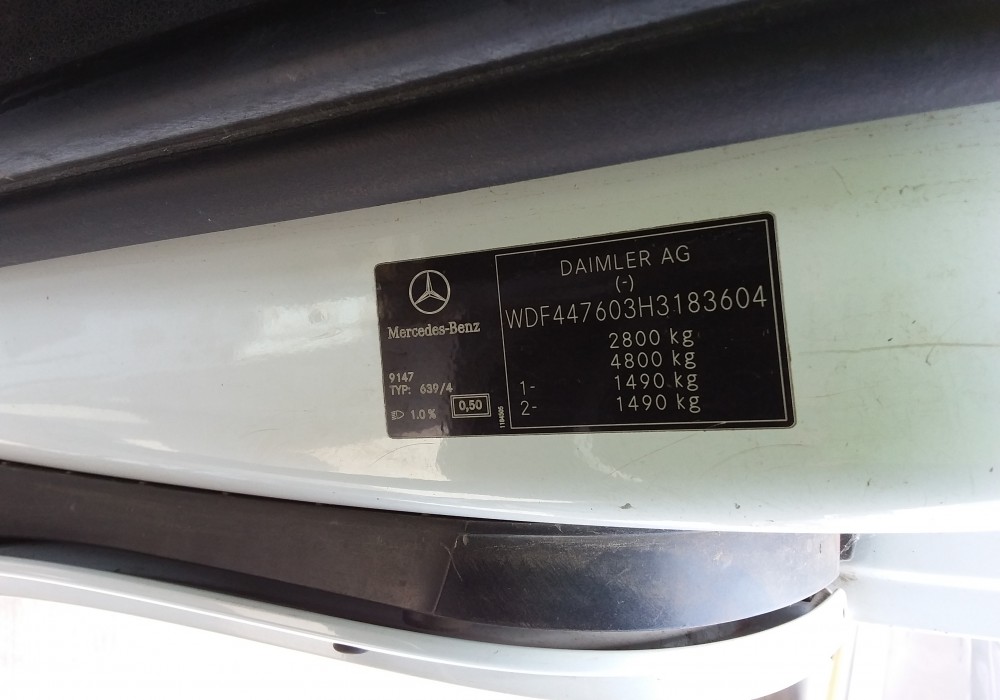 Mercedes-Benz
9147
TYP: 639/4
1.0 %
0,50
DAIMLER AG
(-)
WDF447603H3183604
2800 kg
4800 kg
1- 1490 kg
2- 1490 kg